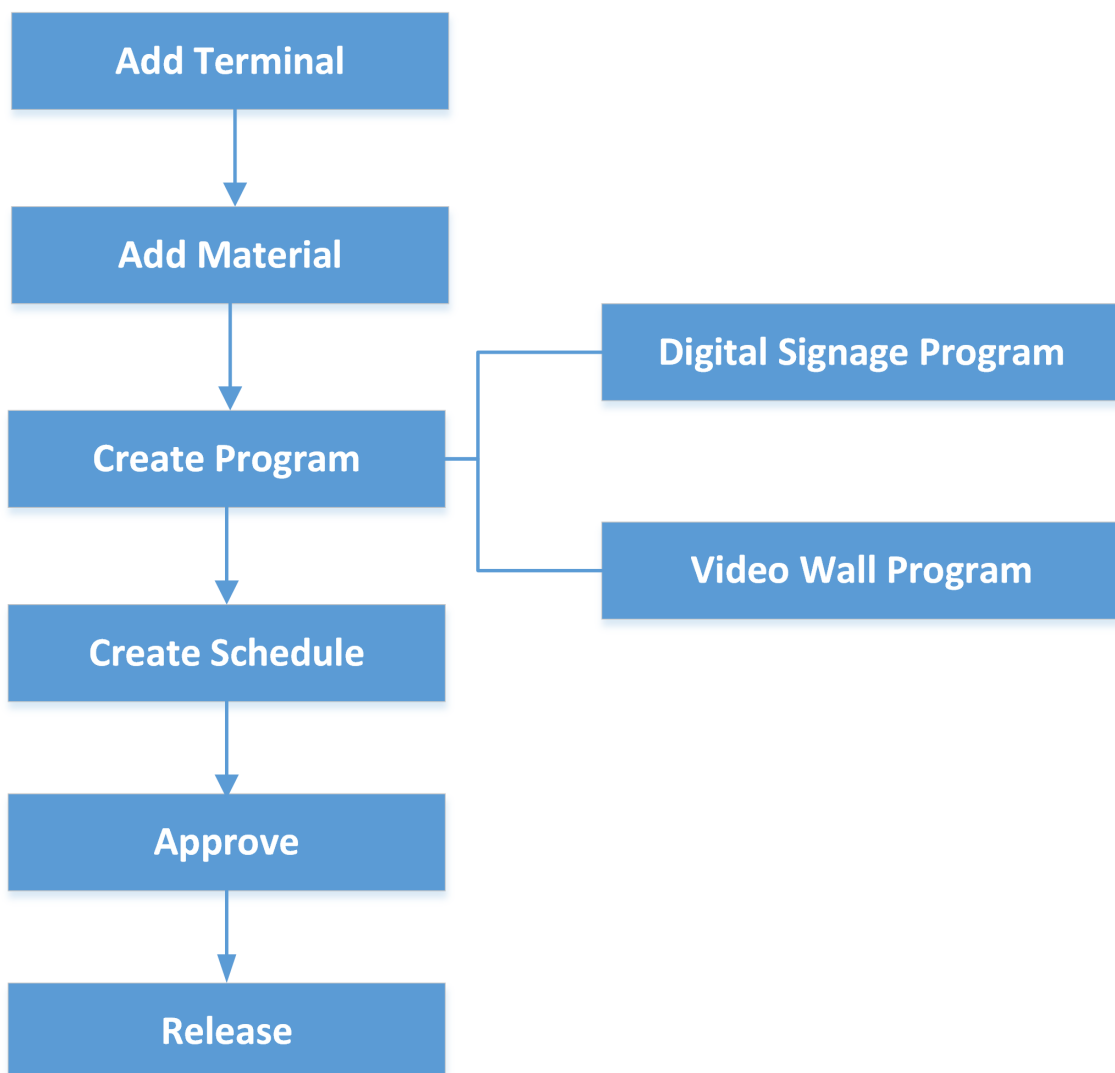 Add Terminal
Add Material
Digital Signage Program
Create Program
Video Wall Program
Create Schedule
Approve
Release